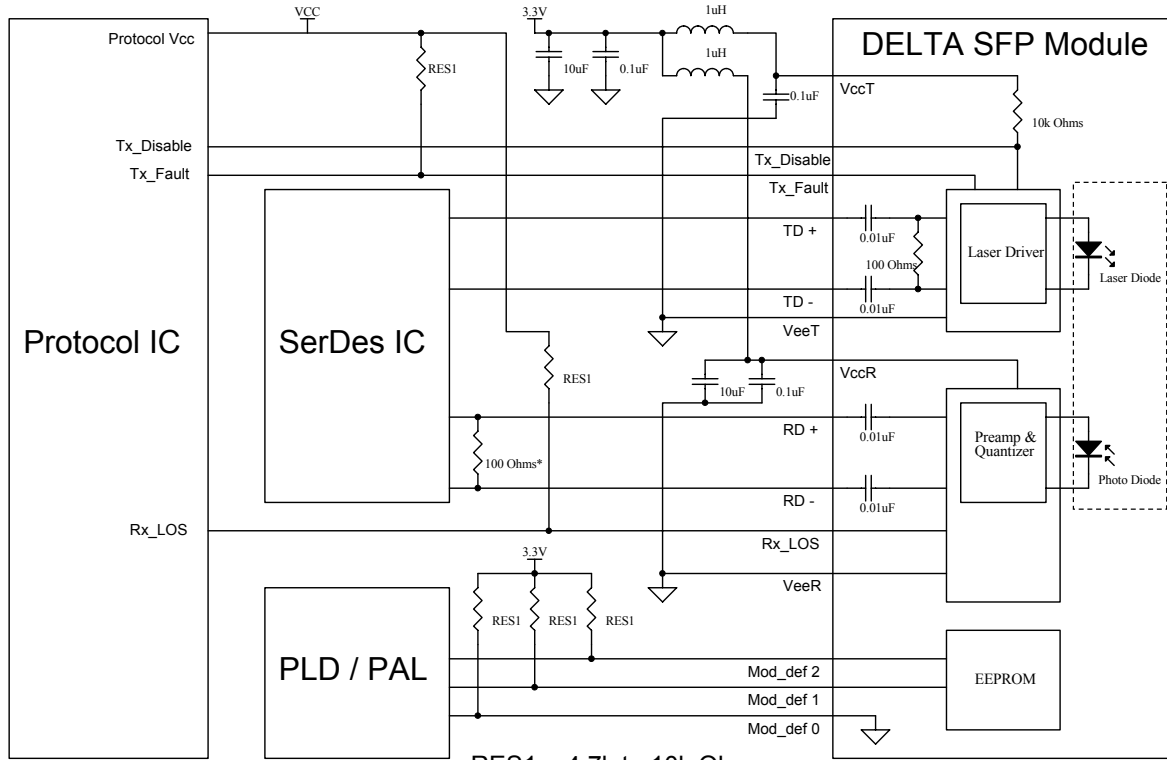 VCC
3.3V
1uH
Protocol Vcc
RES1
10uF
0.1uF
1uH
0.1uF
DELTA SFP Module
VccT
10k Ohms
Tx_Disable
Tx_Disable
Tx_Fault
Tx_Fault
TD +
0.01uF
100 Ohms
Laser Driver
Laser Diode
TD -
0.01uF
VeeT
Protocol IC
SerDes IC
RES1
10uF
0.1uF
VccR
RD +
0.01uF
Preamp &
Quantizer
100 Ohms*
Photo Diode
RD -
0.01uF
Rx_LOS
Rx_LOS
3.3V
VeeR
RES1
RES1
RES1
PLD / PAL
Mod_def 2
EEPROM
Mod_def 1
Mod_def 0